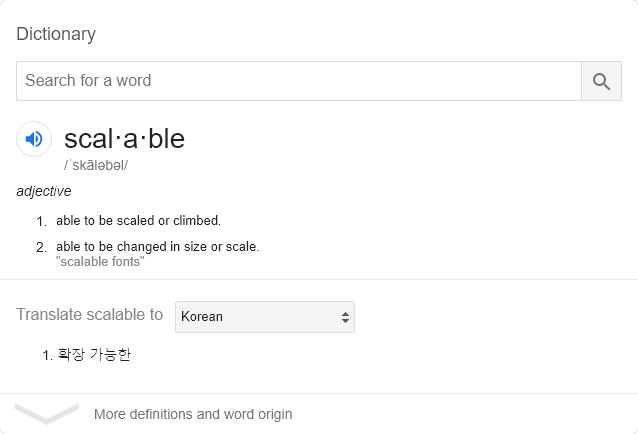 Dictionary
Search for a word
scal·a·ble
/ˈskāləbəl/
adjective
1. able to be scaled or climbed.
2. able to be changed in size or scale.
"scalable fonts"
Translate scalable to Korean
1. 확장 가능한
More definitions and word origin